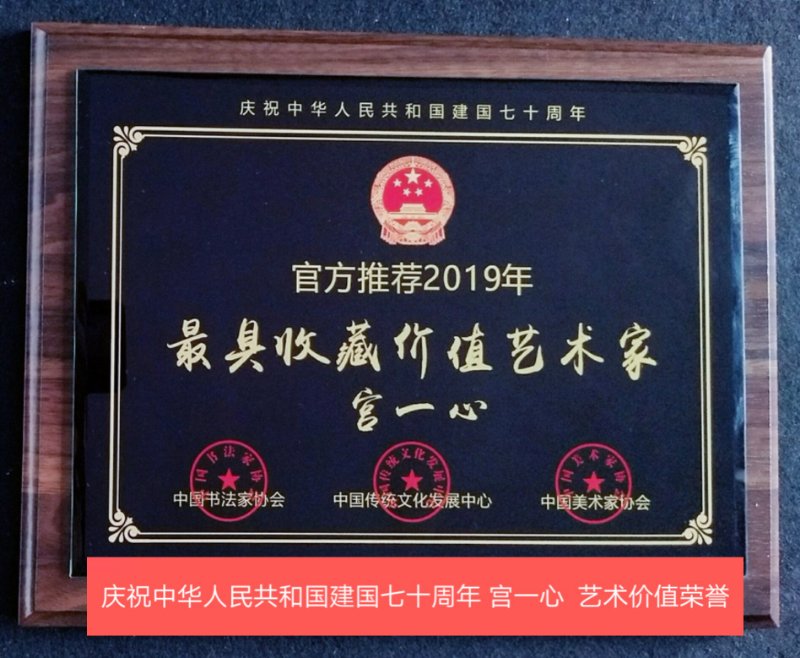 庆祝中华人民共和国建国七十周年
官方推荐2019年
最具收藏价值艺术家
宫一心
中国书法家协会
中国传统文化发展中心
中国美术家协会
庆祝中华人民共和国建国七十周年 宫一心 艺术价值荣誉